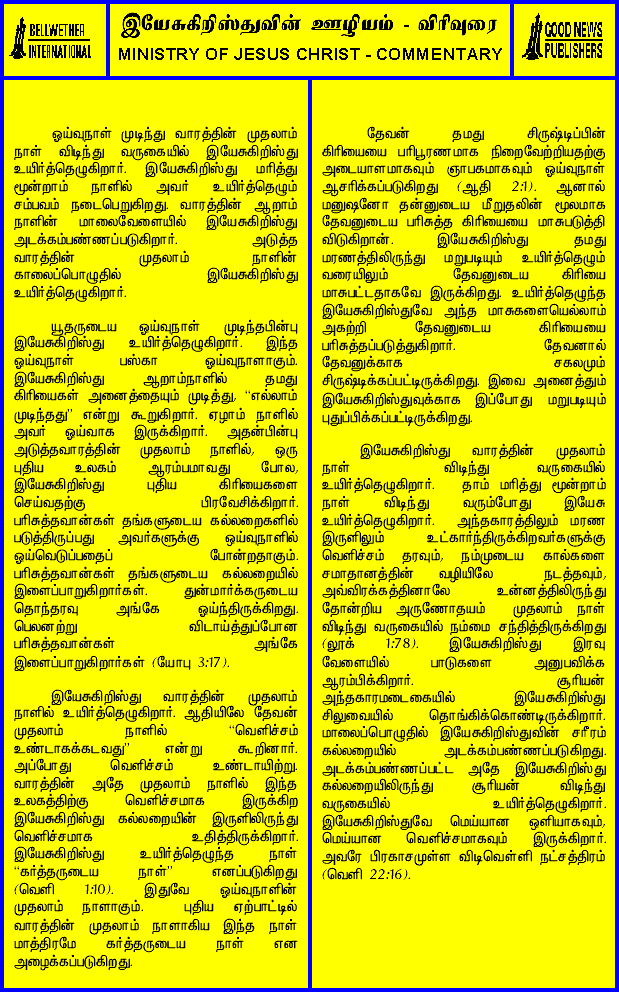 BELLWETHER
INTERNATIONAL
இயேசுகிறிஸ்துவின் ஊழியம் - விரிவுரை
MINISTRY OF JESUS CHRIST - COMMENTARY
GOOD NEWS
PUBLISHERS
ஓய்வுநாள் முடிந்து வாரத்தின் முதலாம்
நாள் விடிந்து வருகையில் இயேசுகிறிஸ்து
உயிர்த்தெழுகிறார். இயேசுகிறிஸ்து மரித்து
மூன்றாம் நாளில் அவர் உயிர்த்தெழும்
சம்பவம் நடைபெறுகிறது. வாரத்தின் ஆறாம்
நாளின் மாலைவேளையில் இயேசுகிறிஸ்து
அடக்கம்பண்ணப்படுகிறார். அடுத்த
வாரத்தின் முதலாம் நாளின்
காலைப்பொழுதில் இயேசுகிறிஸ்து
உயிர்த்தெழுகிறார்.
யூதருடைய ஓய்வுநாள் முடிந்தபின்பு
இயேசுகிறிஸ்து உயிர்த்தெழுகிறார். இந்த
ஓய்வுநாள் பஸ்கா ஓய்வுநாளாகும்.
இயேசுகிறிஸ்து ஆறாம்நாளில் தமது
கிரியைகள் அனைத்தையும் முடித்து, “எல்லாம்
முடிந்தது” என்று கூறுகிறார். ஏழாம் நாளில்
அவர் ஓய்வாக இருக்கிறார். அதன்பின்பு
அடுத்தவாரத்தின் முதலாம் நாளில், ஒரு
புதிய உலகம் ஆரம்பமாவது போல,
இயேசுகிறிஸ்து புதிய கிரியைகளை
செய்வதற்கு பிரவேசிக்கிறார்.
பரிசுத்தவான்கள் தங்களுடைய கல்லறைகளில்
படுத்திருப்பது அவர்களுக்கு ஓய்வுநாளில்
ஓய்வெடுப்பதைப் போன்றதாகும்.
பரிசுத்தவான்கள் தங்களுடைய கல்லறையில்
இளைப்பாறுகிறார்கள். துன்மார்க்கருடைய
தொந்தரவு அங்கே ஓய்ந்திருக்கிறது.
பெலனற்று விடாய்த்துப்போன
பரிசுத்தவான்கள் அங்கே
இளைப்பாறுகிறார்கள் (யோபு 3:17).
இயேசுகிறிஸ்து வாரத்தின் முதலாம்
நாளில் உயிர்த்தெழுகிறார். ஆதியிலே தேவன்
முதலாம் நாளில் “வெளிச்சம்
உண்டாகக்கடவது” என்று கூறினார்.
அப்போது வெளிச்சம் உண்டாயிற்று.
வாரத்தின் அதே முதலாம் நாளில் இந்த
உலகத்திற்கு வெளிச்சமாக இருக்கிற
இயேசுகிறிஸ்து கல்லறையின் இருளிலிருந்து
வெளிச்சமாக உதித்திருக்கிறார்.
இயேசுகிறிஸ்து உயிர்த்தெழுந்த நாள்
“கர்த்தருடைய நாள்” எனப்படுகிறது
(வெளி 1:10). இதுவே ஓய்வுநாளின்
முதலாம் நாளாகும். புதிய ஏற்பாட்டில்
வாரத்தின் முதலாம் நாளாகிய இந்த நாள்
மாத்திரமே கர்த்தருடைய நாள் என
அழைக்கப்படுகிறது.
தேவன் தமது சிருஷ்டிப்பின்
கிரியையை பரிபூரணமாக நிறைவேற்றியதற்கு
அடையாளமாகவும் ஞாபகமாகவும் ஓய்வுநாள்
ஆசரிக்கப்படுகிறது (ஆதி 2:1). ஆனால்
மனுஷனோ தன்னுடைய மீறுதலின் மூலமாக
தேவனுடைய பரிசுத்த கிரியையை மாசுபடுத்தி
விடுகிறான். இயேசுகிறிஸ்து தமது
மரணத்திலிருந்து மறுபடியும் உயிர்த்தெழும்
வரையிலும் தேவனுடைய கிரியை
மாசுபட்டதாகவே இருக்கிறது. உயிர்த்தெழுந்த
இயேசுகிறிஸ்துவே அந்த மாசுகளையெல்லாம்
அகற்றி தேவனுடைய கிரியையை
பரிசுத்தப்படுத்துகிறார். தேவனால்
தேவனுக்காக சகலமும்
சிருஷ்டிக்கப்பட்டிருக்கிறது. இவை அனைத்தும்
இயேசுகிறிஸ்துவுக்காக இப்போது மறுபடியும்
புதுப்பிக்கப்பட்டிருக்கிறது.
இயேசுகிறிஸ்து வாரத்தின் முதலாம்
நாள் விடிந்து வருகையில்
உயிர்த்தெழுகிறார். தாம் மரித்து மூன்றாம்
நாள் விடிந்து வரும்போது இயேசு
உயிர்த்தெழுகிறார். அந்தகாரத்திலும் மரண
இருளிலும் உட்கார்ந்திருக்கிறவர்களுக்கு
வெளிச்சம் தரவும், நம்முடைய கால்களை
சமாதானத்தின் வழியிலே நடத்தவும்,
அவ்விரக்கத்தினாலே உன்னத்திலிருந்து
தோன்றிய அருணோதயம் முதலாம் நாள்
விடிந்து வருகையில் நம்மை சந்தித்திருக்கிறது
(லூக் 1:78). இயேசுகிறிஸ்து இரவு
வேளையில் பாடுகளை அனுபவிக்க
ஆரம்பிக்கிறார். சூரியன்
அந்தகாரமடைகையில் இயேசுகிறிஸ்து
சிலுவையில் தொங்கிக்கொண்டிருக்கிறார்.
மாலைப்பொழுதில் இயேசுகிறிஸ்துவின் சரீரம்
கல்லறையில் அடக்கம்பண்ணப்படுகிறது.
அடக்கம்பண்ணப்பட்ட அதே இயேசுகிறிஸ்து
கல்லறையிலிருந்து சூரியன் விடிந்து
வருகையில் உயிர்த்தெழுகிறார்.
இயேசுகிறிஸ்துவே மெய்யான ஒளியாகவும்,
மெய்யான வெளிச்சமாகவும் இருக்கிறார்.
அவரே பிரகாசமுள்ள விடிவெள்ளி நட்சத்திரம்
(வெளி 22:16).